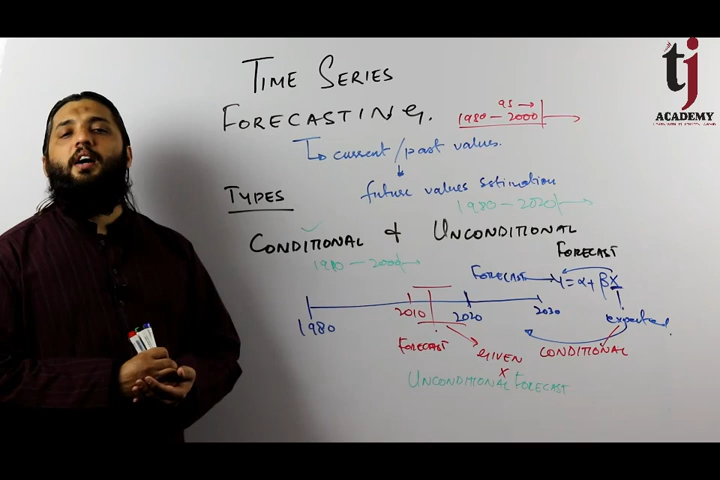 TIME SERIES
FORECASTING.
95 →
1980 – 2000
tj
ACADEMY
To current/past values.
future values estimation
1980 – 2020 →
TYPES
CONDITIONAL & UNCONDITIONAL
FORECAST
1980 – 2000 →
FORECAST → Y = α + βX
1980
2010
2020
2030
expected
FORECAST
GIVEN
X
CONDITIONAL
UNCONDITIONAL FORECAST